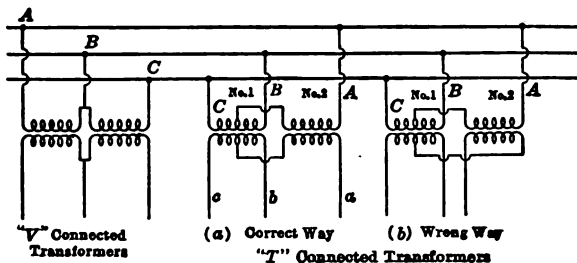 A
B
C
No.1 No.2
C B A
No.1 No.2
C B A
c b a
"V" Connected
Transformers
(a) Correct Way
(b) Wrong Way
"T" Connected Transformers